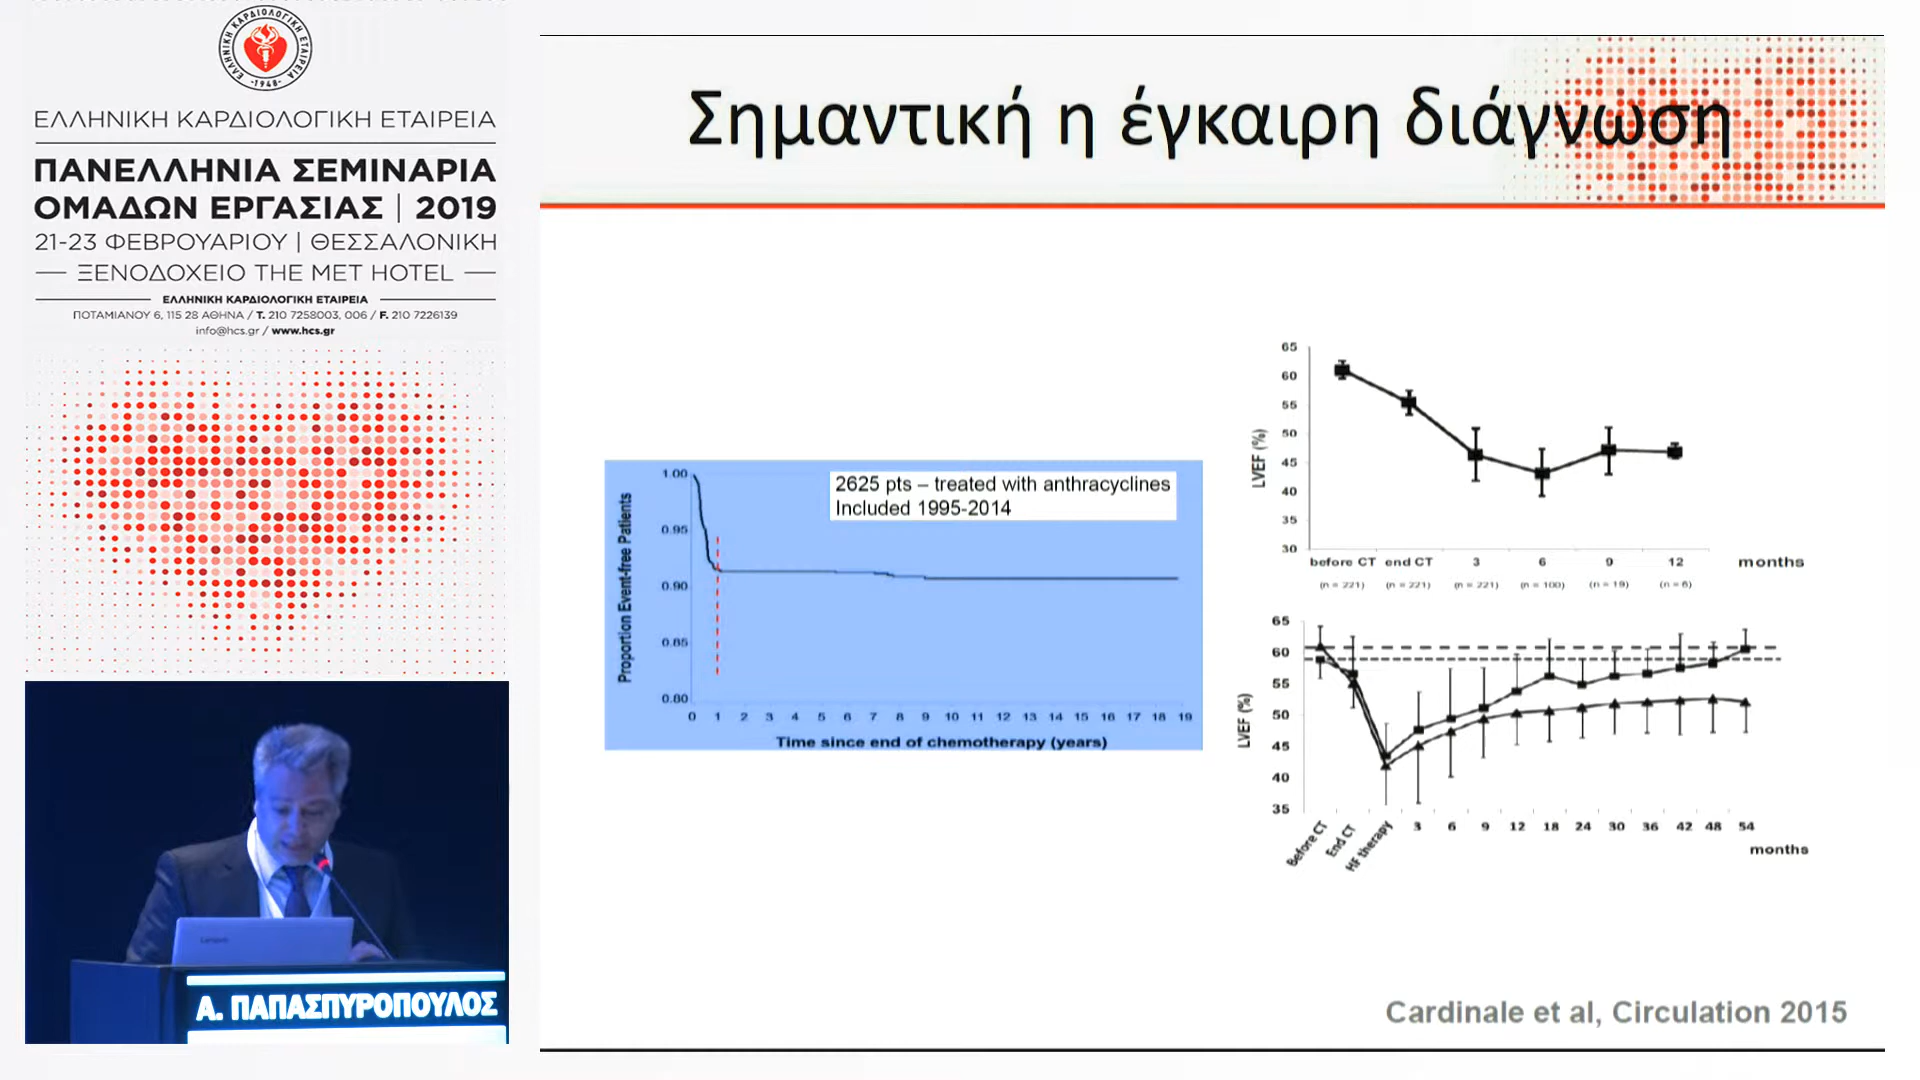 ΕΛΛΗΝΙΚΗ ΚΑΡΔΙΟΛΟΓΙΚΗ ΕΤΑΙΡΕΙΑ
·1948·
ΕΛΛΗΝΙΚΗ ΚΑΡΔΙΟΛΟΓΙΚΗ ΕΤΑΙΡΕΙΑ
ΠΑΝΕΛΛΗΝΙΑ ΣΕΜΙΝΑΡΙΑ
ΟΜΑΔΩΝ ΕΡΓΑΣΙΑΣ | 2019
21-23 ΦΕΒΡΟΥΑΡΙΟΥ | ΘΕΣΣΑΛΟΝΙΚΗ
ΞΕΝΟΔΟΧΕΙΟ THE MET HOTEL
ΕΛΛΗΝΙΚΗ ΚΑΡΔΙΟΛΟΓΙΚΗ ΕΤΑΙΡΕΙΑ
ΠΟΤΑΜΙΑΝΟΥ 6, 115 28 ΑΘΗΝΑ / T. 210 7258003, 006 / F. 210 7226139
info@hcs.gr / www.hcs.gr
Lenovo
Α. ΠΑΠΑΣΠΥΡΟΠΟΥΛΟΣ
Σημαντική η έγκαιρη διάγνωση
2625 pts – treated with anthracyclines
Included 1995-2014
Proportion Event-free Patients
1.00
0.95
0.90
0.85
0.80
0 1 2 3 4 5 6 7 8 9 10 11 12 13 14 15 16 17 18 19
Time since end of chemotherapy (years)
LVEF (%)
65
60
55
50
45
40
35
30
before CT end CT 3 6 9 12 months
(n = 221) (n = 221) (n = 221) (n = 100) (n = 19) (n = 6)
LVEF (%)
65
60
55
50
45
40
35
Before CT End CT HF therapy 3 6 9 12 18 24 30 36 42 48 54
months
Cardinale et al, Circulation 2015